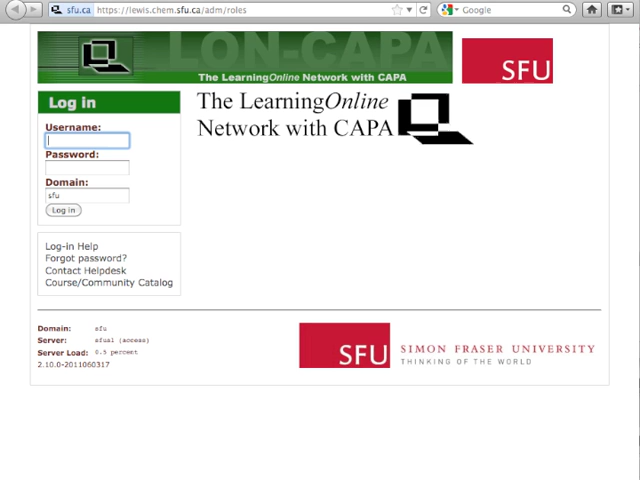 sfu.ca https://lewis.chem.sfu.ca/adm/roles
Google
LON-CAPA
The LearningOnline Network with CAPA
SFU
Log in
The LearningOnline
Network with CAPA
Username:
Password:
Domain:
sfu
Log in
Log-in Help
Forgot password?
Contact Helpdesk
Course/Community Catalog
Domain: sfu
Server: sfua1 (access)
Server Load: 0.5 percent
2.10.0-2011060317
SFU
SIMON FRASER UNIVERSITY
THINKING OF THE WORLD